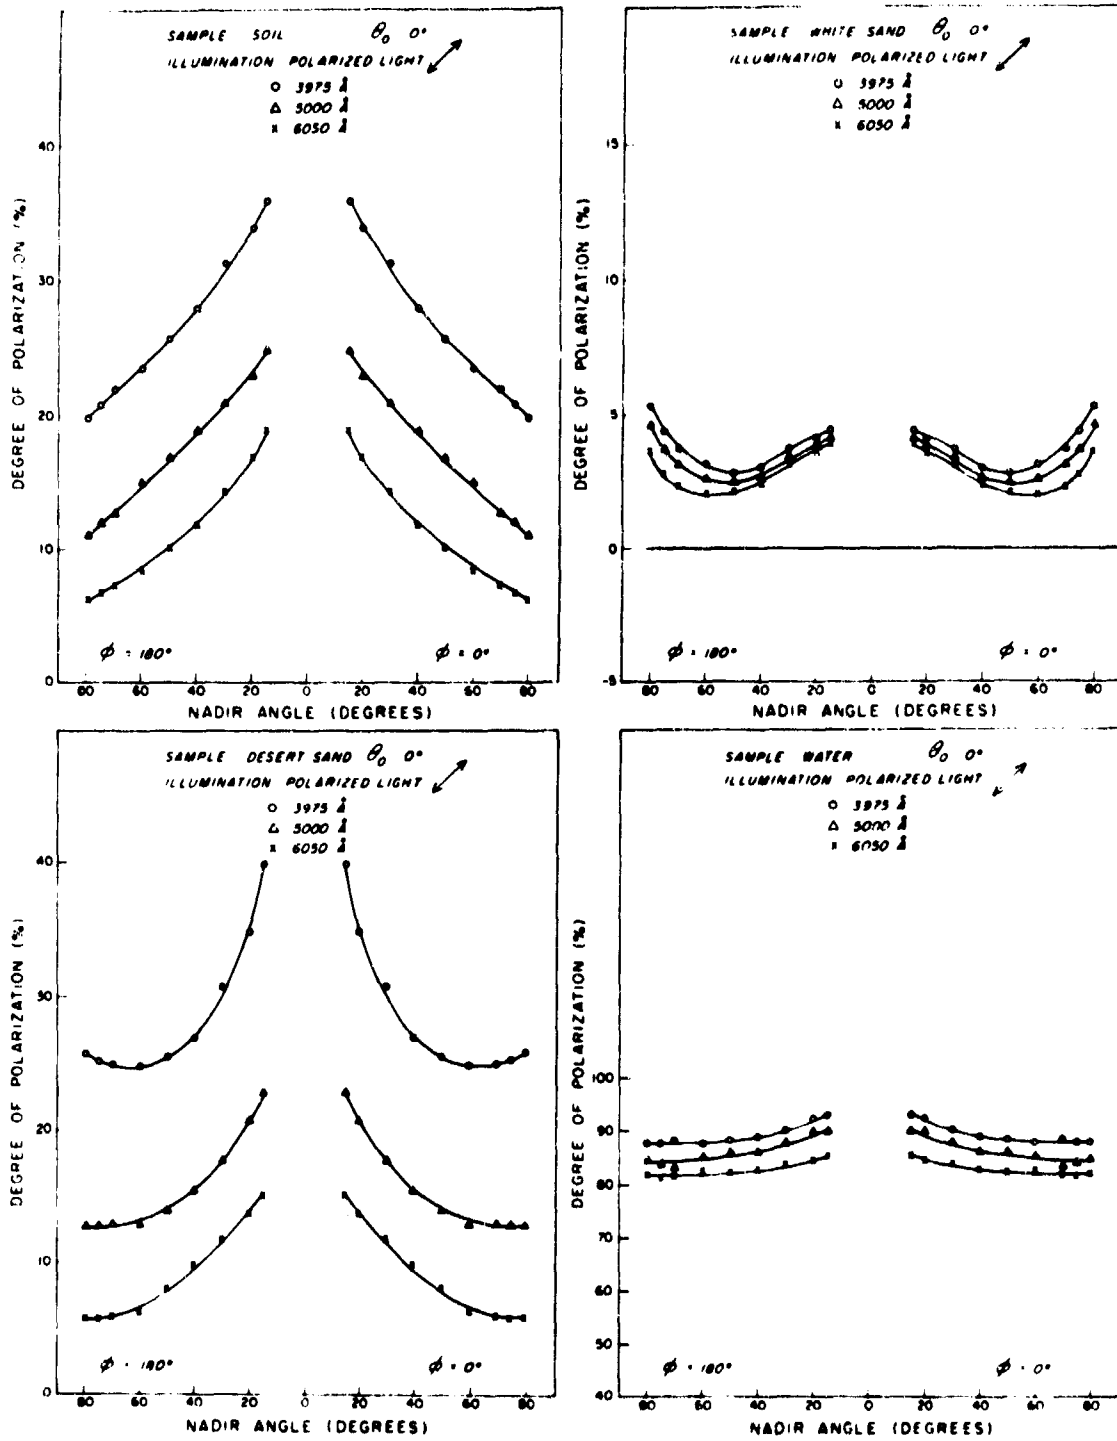 SAMPLE SOIL θ₀ 0°
ILLUMINATION POLARIZED LIGHT
○ 3975 Å
△ 5000 Å
x 6050 Å
DEGREE OF POLARIZATION (%)
40
30
20
10
0
ϕ = 180°
ϕ = 0°
80 60 40 20 0 20 40 60 80
NADIR ANGLE (DEGREES)
SAMPLE WHITE SAND θ₀ 0°
ILLUMINATION POLARIZED LIGHT
○ 3975 Å
△ 5000 Å
x 6050 Å
DEGREE OF POLARIZATION (%)
15
5
5
0
-5
ϕ = 180°
ϕ = 0°
80 60 40 20 0 20 40 60 80
NADIR ANGLE (DEGREES)
SAMPLE DESERT SAND θ₀ 0°
ILLUMINATION POLARIZED LIGHT
○ 3975 Å
△ 5000 Å
x 6050 Å
DEGREE OF POLARIZATION (%)
40
30
20
10
0
ϕ = 180°
ϕ = 0°
80 60 40 20 0 20 40 60 80
NADIR ANGLE (DEGREES)
SAMPLE WATER θ₀ 0°
ILLUMINATION POLARIZED LIGHT
○ 3975 Å
△ 5000 Å
x 6050 Å
DEGREE OF POLARIZATION (%)
100
90
80
70
60
50
40
ϕ = 180°
ϕ = 0°
80 60 40 20 0 20 40 60 80
NADIR ANGLE (DEGREES)